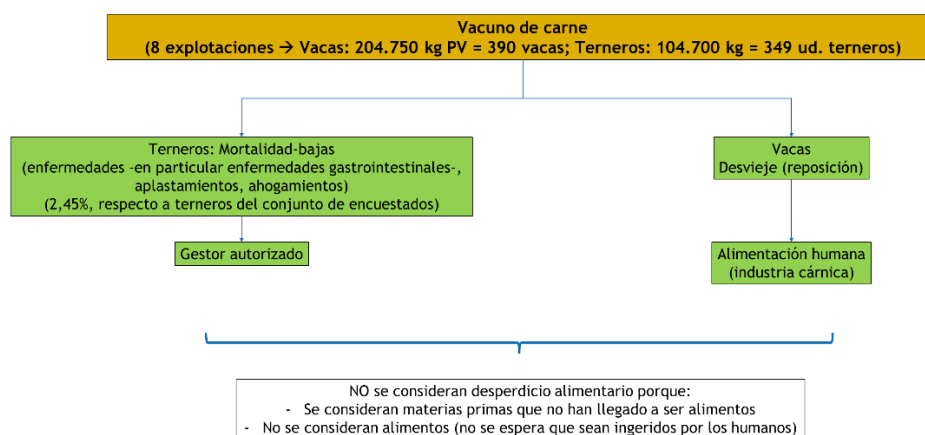 Vacuno de carne
(8 explotaciones → Vacas: 204.750 kg PV = 390 vacas; Terneros: 104.700 kg = 349 ud. terneros)
Terneros: Mortalidad-bajas
(enfermedades -en particular enfermedades gastrointestinales-,
aplastamientos, ahogamientos)
(2,45%, respecto a terneros del conjunto de encuestados)
Vacas
Desvieje (reposición)
Gestor autorizado
Alimentación humana
(industria cárnica)
NO se consideran desperdicio alimentario porque:
- Se consideran materias primas que no han llegado a ser alimentos
- No se consideran alimentos (no se espera que sean ingeridos por los humanos)